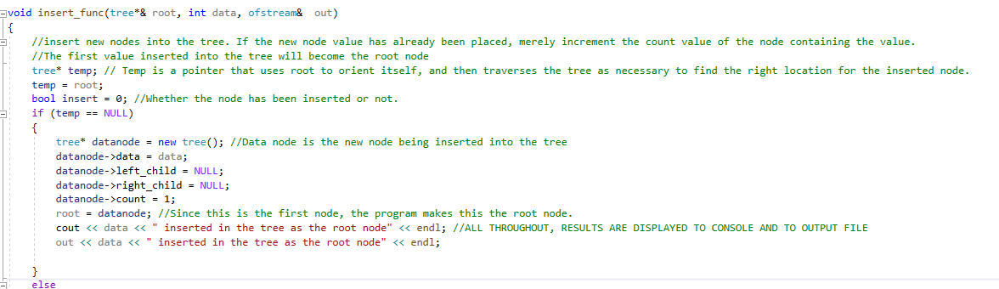 void insert_func(tree*& root, int data, ofstream&  out)
{
    //insert new nodes into the tree. If the new node value has already been placed, merely increment the count value of the node containing the value.
    //The first value inserted into the tree will become the root node
    tree* temp; // Temp is a pointer that uses root to orient itself, and then traverses the tree as necessary to find the right location for the inserted node.
    temp = root;
    bool insert = 0; //Whether the node has been inserted or not.
    if (temp == NULL)
    {
        tree* datanode = new tree(); //Data node is the new node being inserted into the tree
        datanode->data = data;
        datanode->left_child = NULL;
        datanode->right_child = NULL;
        datanode->count = 1;
        root = datanode; //Since this is the first node, the program makes this the root node.
        cout << data << " inserted in the tree as the root node" << endl; //ALL THROUGHOUT, RESULTS ARE DISPLAYED TO CONSOLE AND TO OUTPUT FILE
        out << data << " inserted in the tree as the root node" << endl;
    }
    else